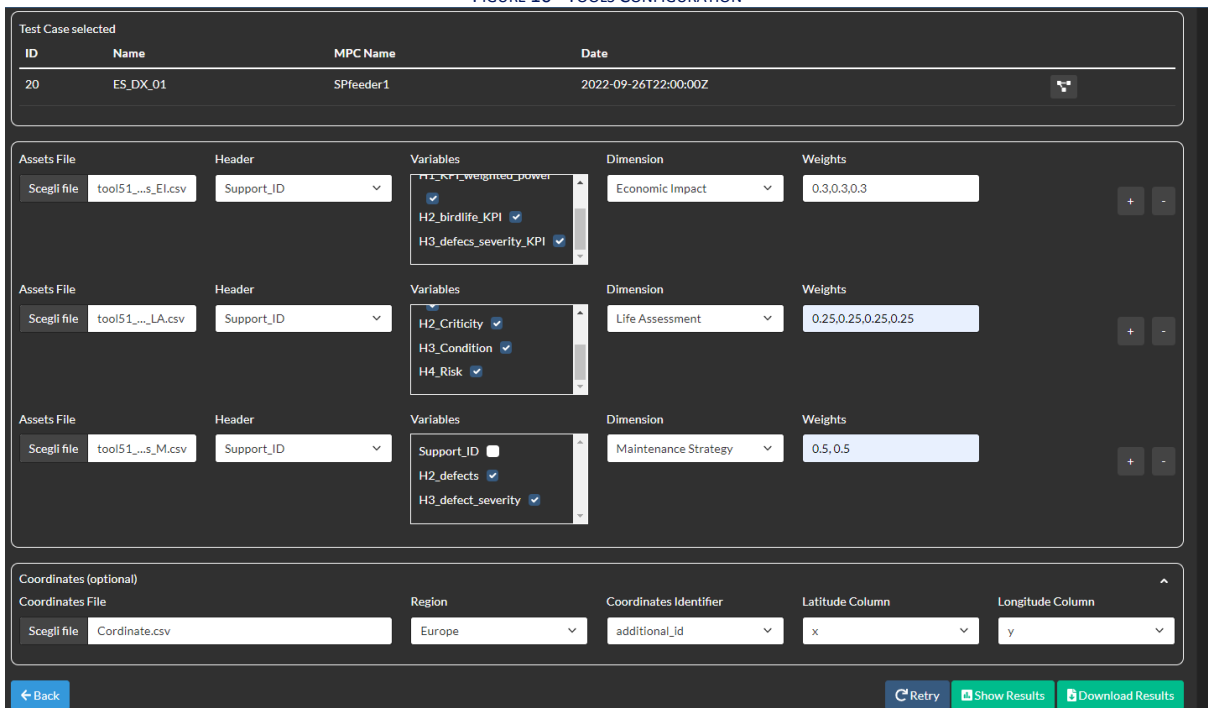 FIGURE 16 - TOOLS CONFIGURATION
Test Case selected
ID Name MPC Name Date
20 ES_DX_01 SPfeeder1 2022-09-26T22:00:00Z
Assets File Header Variables Dimension Weights
Scegli file tool51_...s_EI.csv Support_ID H1_KPI_weighted_power Economic Impact 0.3,0.3,0.3
H2_birdlife_KPI
H3_defecs_severity_KPI
+ -
Assets File Header Variables Dimension Weights
Scegli file tool51_..._LA.csv Support_ID H2_Criticity Life Assessment 0.25,0.25,0.25,0.25
H3_Condition
H4_Risk
+ -
Assets File Header Variables Dimension Weights
Scegli file tool51_...s_M.csv Support_ID Support_ID Maintenance Strategy 0.5, 0.5
H2_defects
H3_defect_severity
+ -
Coordinates (optional)
Coordinates File Region Coordinates Identifier Latitude Column Longitude Column
Scegli file Cordinate.csv Europe additional_id x y
Back Retry Show Results Download Results